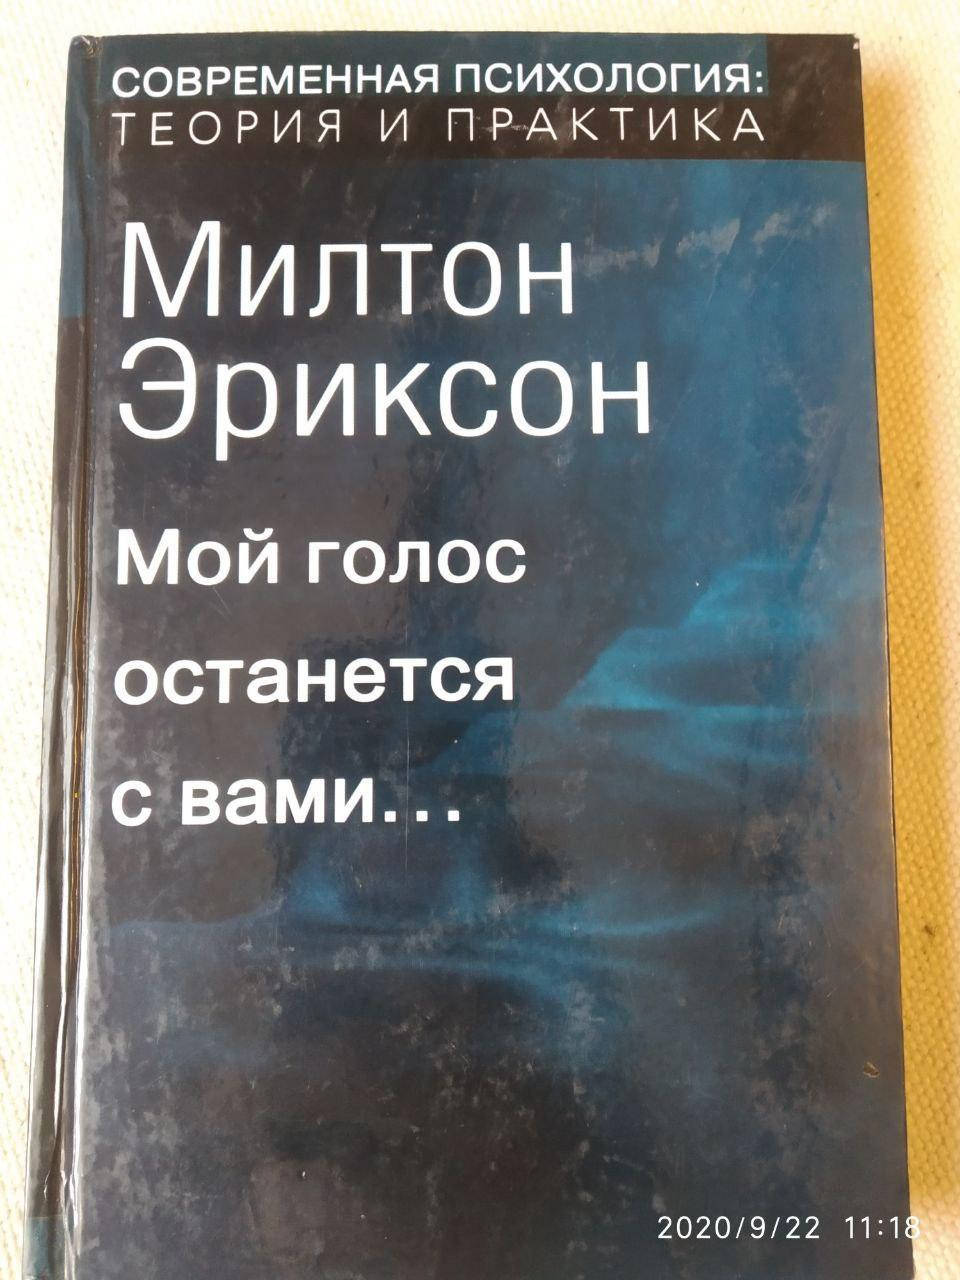 СОВРЕМЕННАЯ ПСИХОЛОГИЯ:
ТЕОРИЯ И ПРАКТИКА
Милтон
Эриксон
Мой голос
останется
с вами...
2020/9/22 11:18